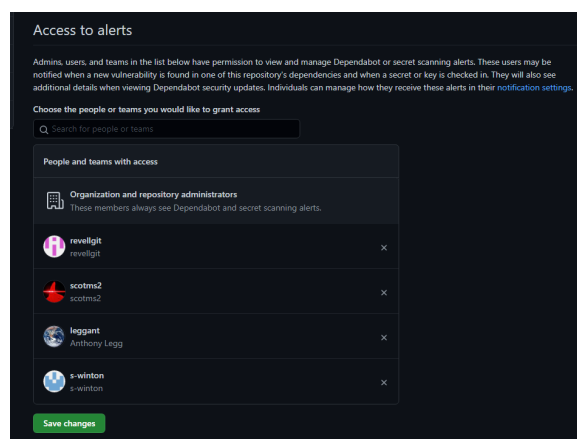 Access to alerts
Admins, users, and teams in the list below have permission to view and manage Dependabot or secret scanning alerts. These users may be
notified when a new vulnerability is found in one of this repository's dependencies and when a secret or key is checked in. They will also see
additional details when viewing Dependabot security updates. Individuals can manage how they receive these alerts in their notification settings.
Choose the people or teams you would like to grant access
Search for people or teams
People and teams with access
Organization and repository administrators
These members always see Dependabot and secret scanning alerts.
revellgit
revellgit
scotms2
scotms2
leggant
Anthony Legg
s-winton
s-winton
Save changes